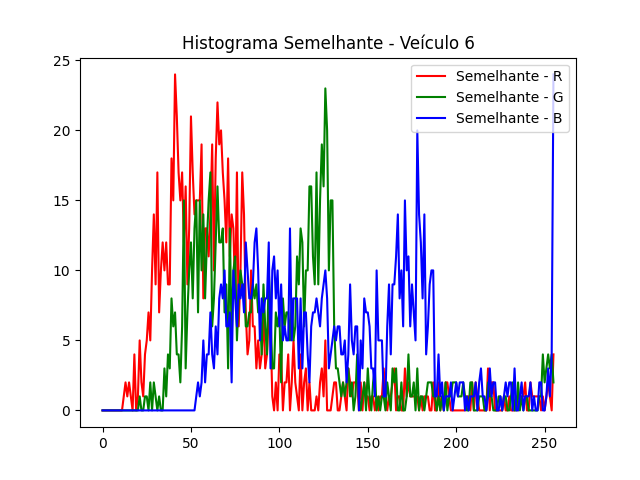 Histograma Semelhante - Veículo 6
Semelhante - R
Semelhante - G
Semelhante - B
25
20
15
10
5
0
0 50 100 150 200 250